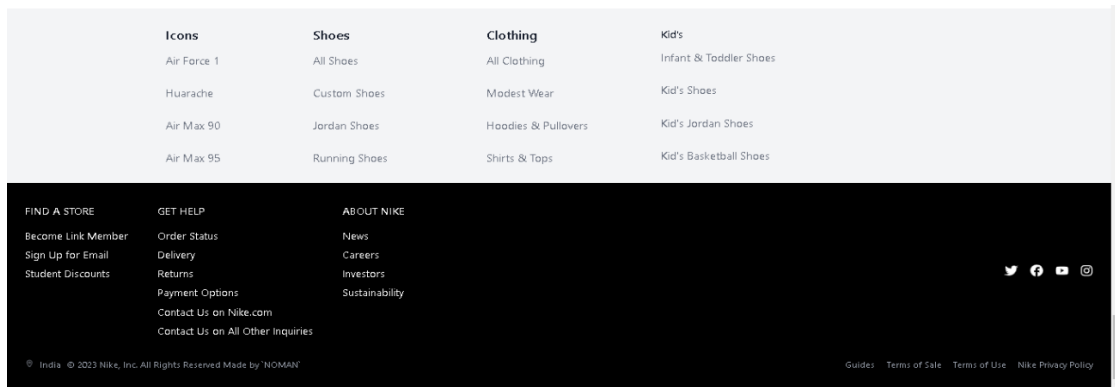 Icons
Air Force 1
Huarache
Air Max 90
Air Max 95
Shoes
All Shoes
Custom Shoes
Jordan Shoes
Running Shoes
Clothing
All Clothing
Modest Wear
Hoodies & Pullovers
Shirts & Tops
Kid's
Infant & Toddler Shoes
Kid's Shoes
Kid's Jordan Shoes
Kid's Basketball Shoes
FIND A STORE
Become Link Member
Sign Up for Email
Student Discounts
GET HELP
Order Status
Delivery
Returns
Payment Options
Contact Us on Nike.com
Contact Us on All Other Inquiries
ABOUT NIKE
News
Careers
Investors
Sustainability
India © 2023 Nike, Inc. All Rights Reserved Made by `NOMAN`
Guides Terms of Sale Terms of Use Nike Privacy Policy